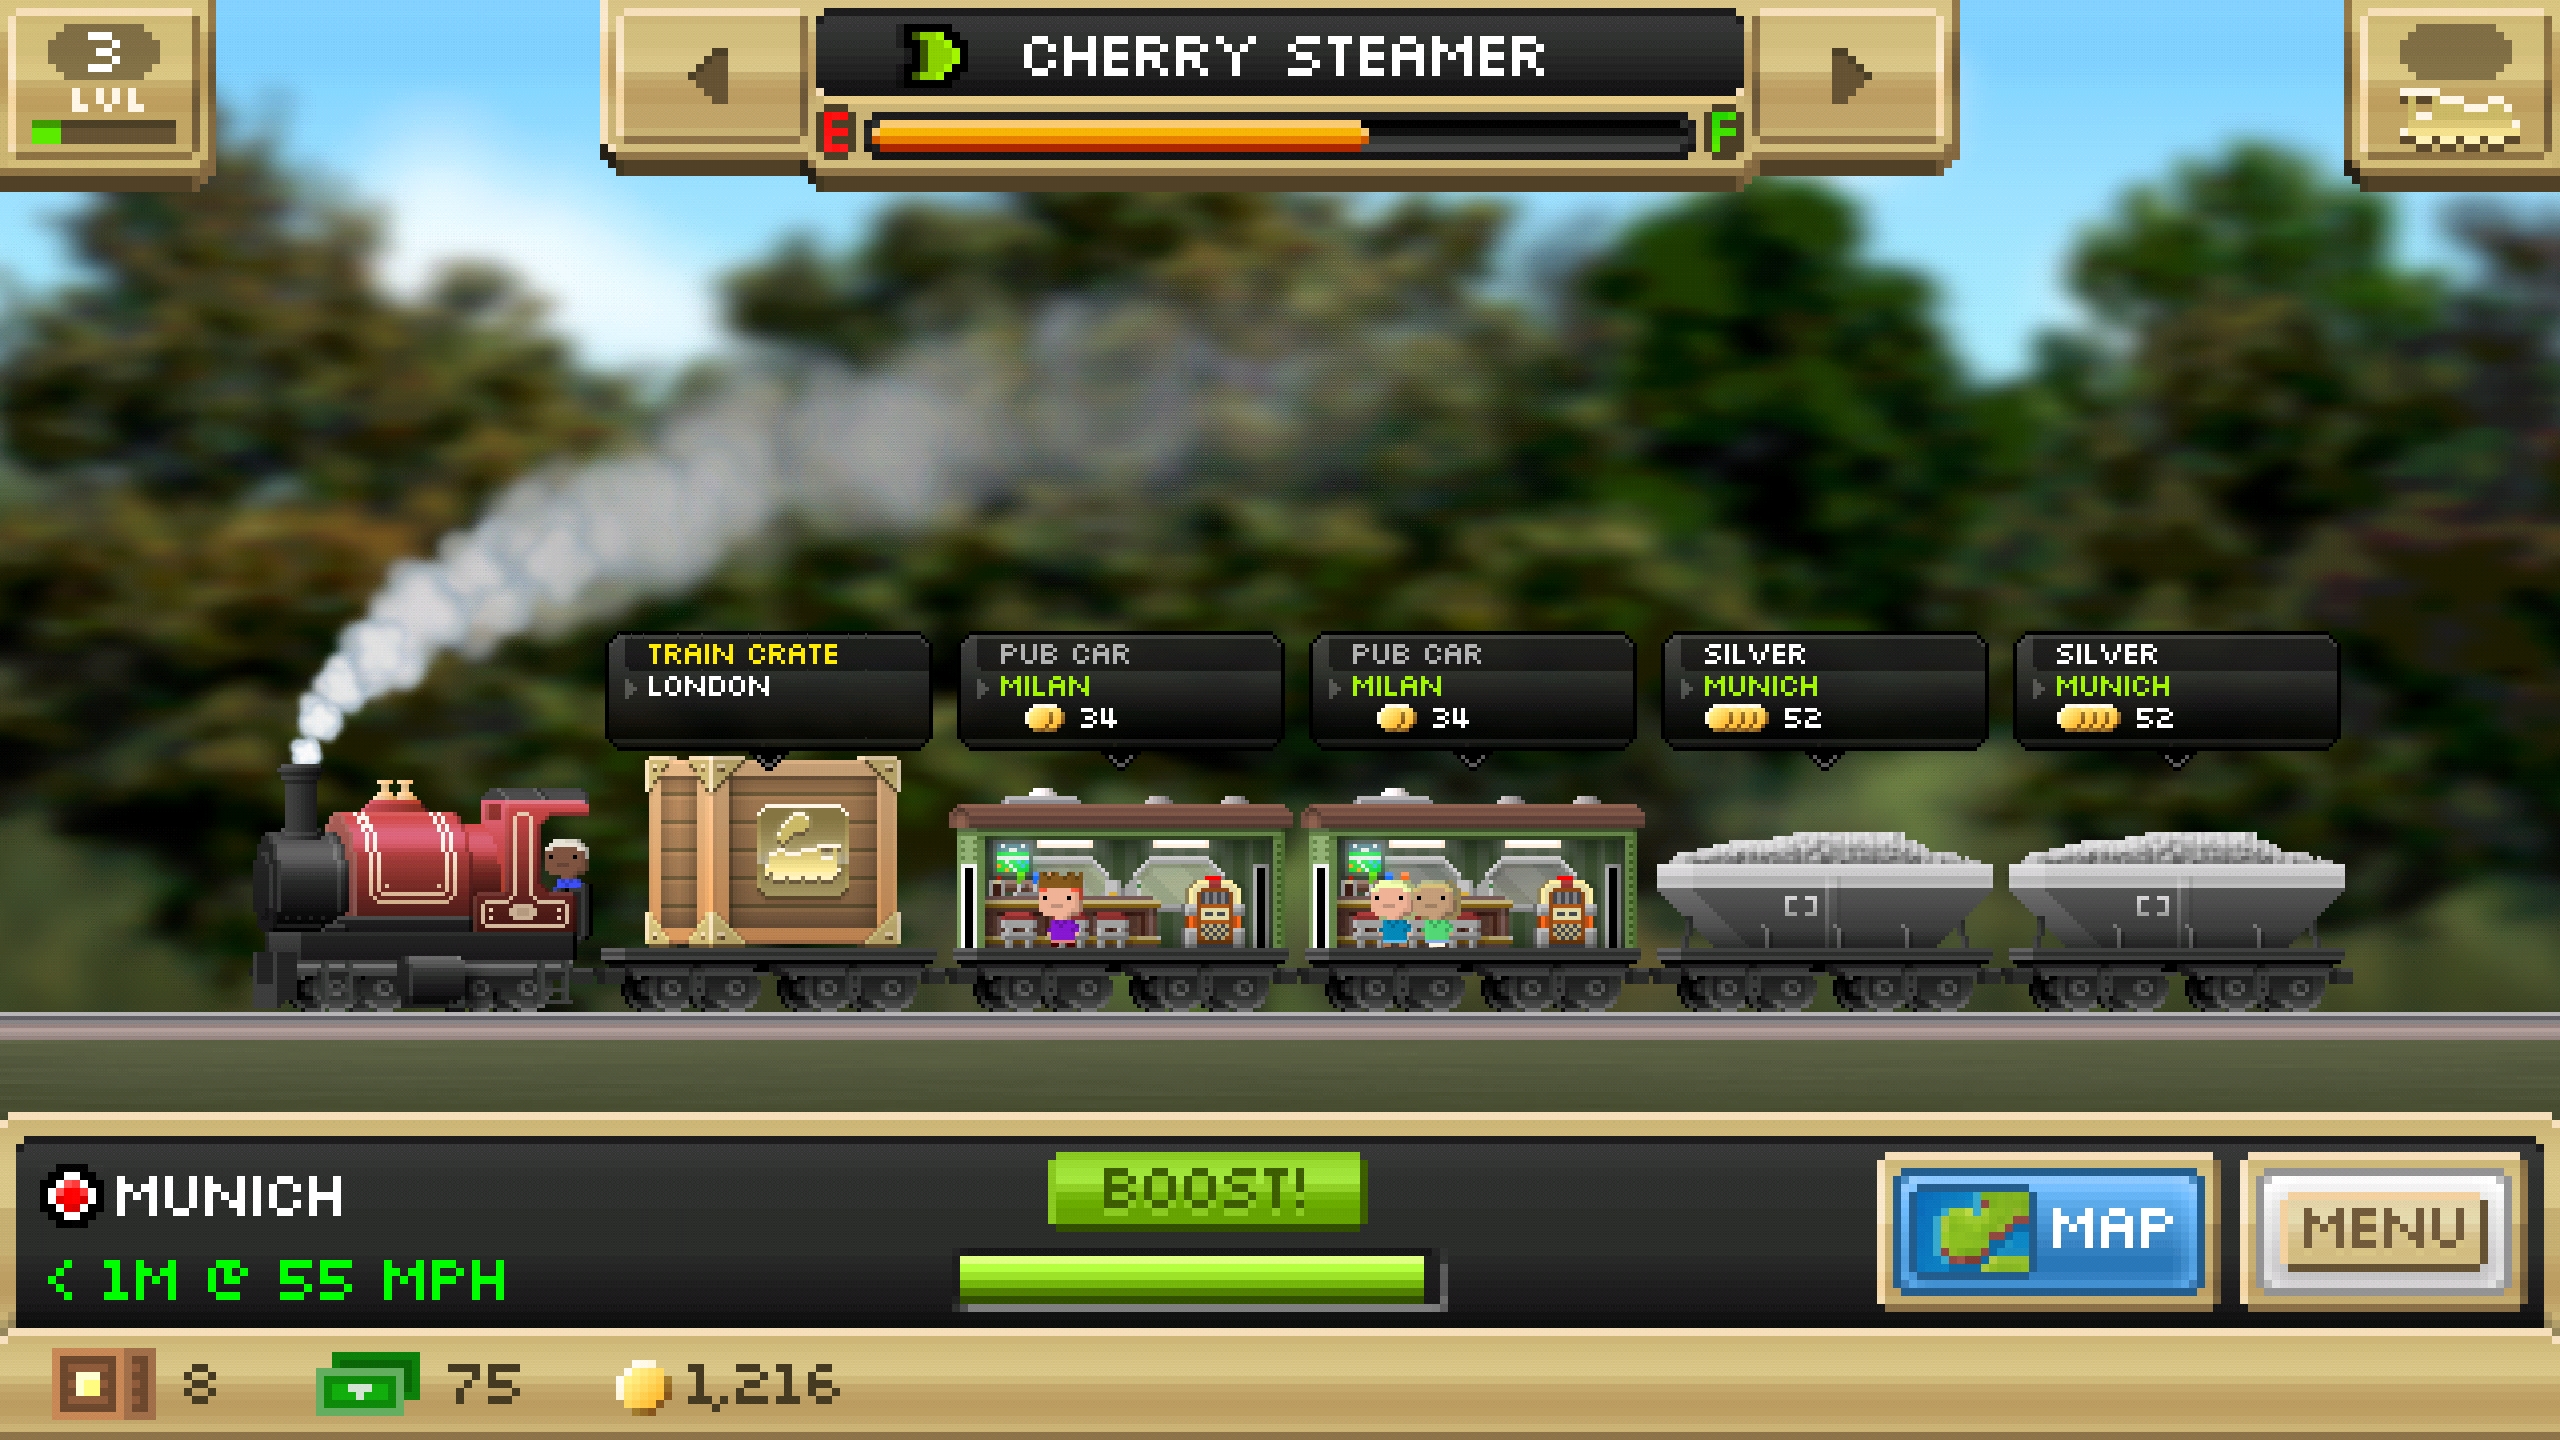 3
LVL
CHERRY STEAMER
E F
TRAIN CRATE
LONDON
PUB CAR
MILAN
34
PUB CAR
MILAN
34
SILVER
MUNICH
52
SILVER
MUNICH
52
MUNICH
< 1M @ 55 MPH
BOOST!
MAP
MENU
8
75
1,216